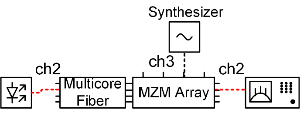 Synthesizer
ch2
ch3
ch2
Multicore
Fiber
MZM Array